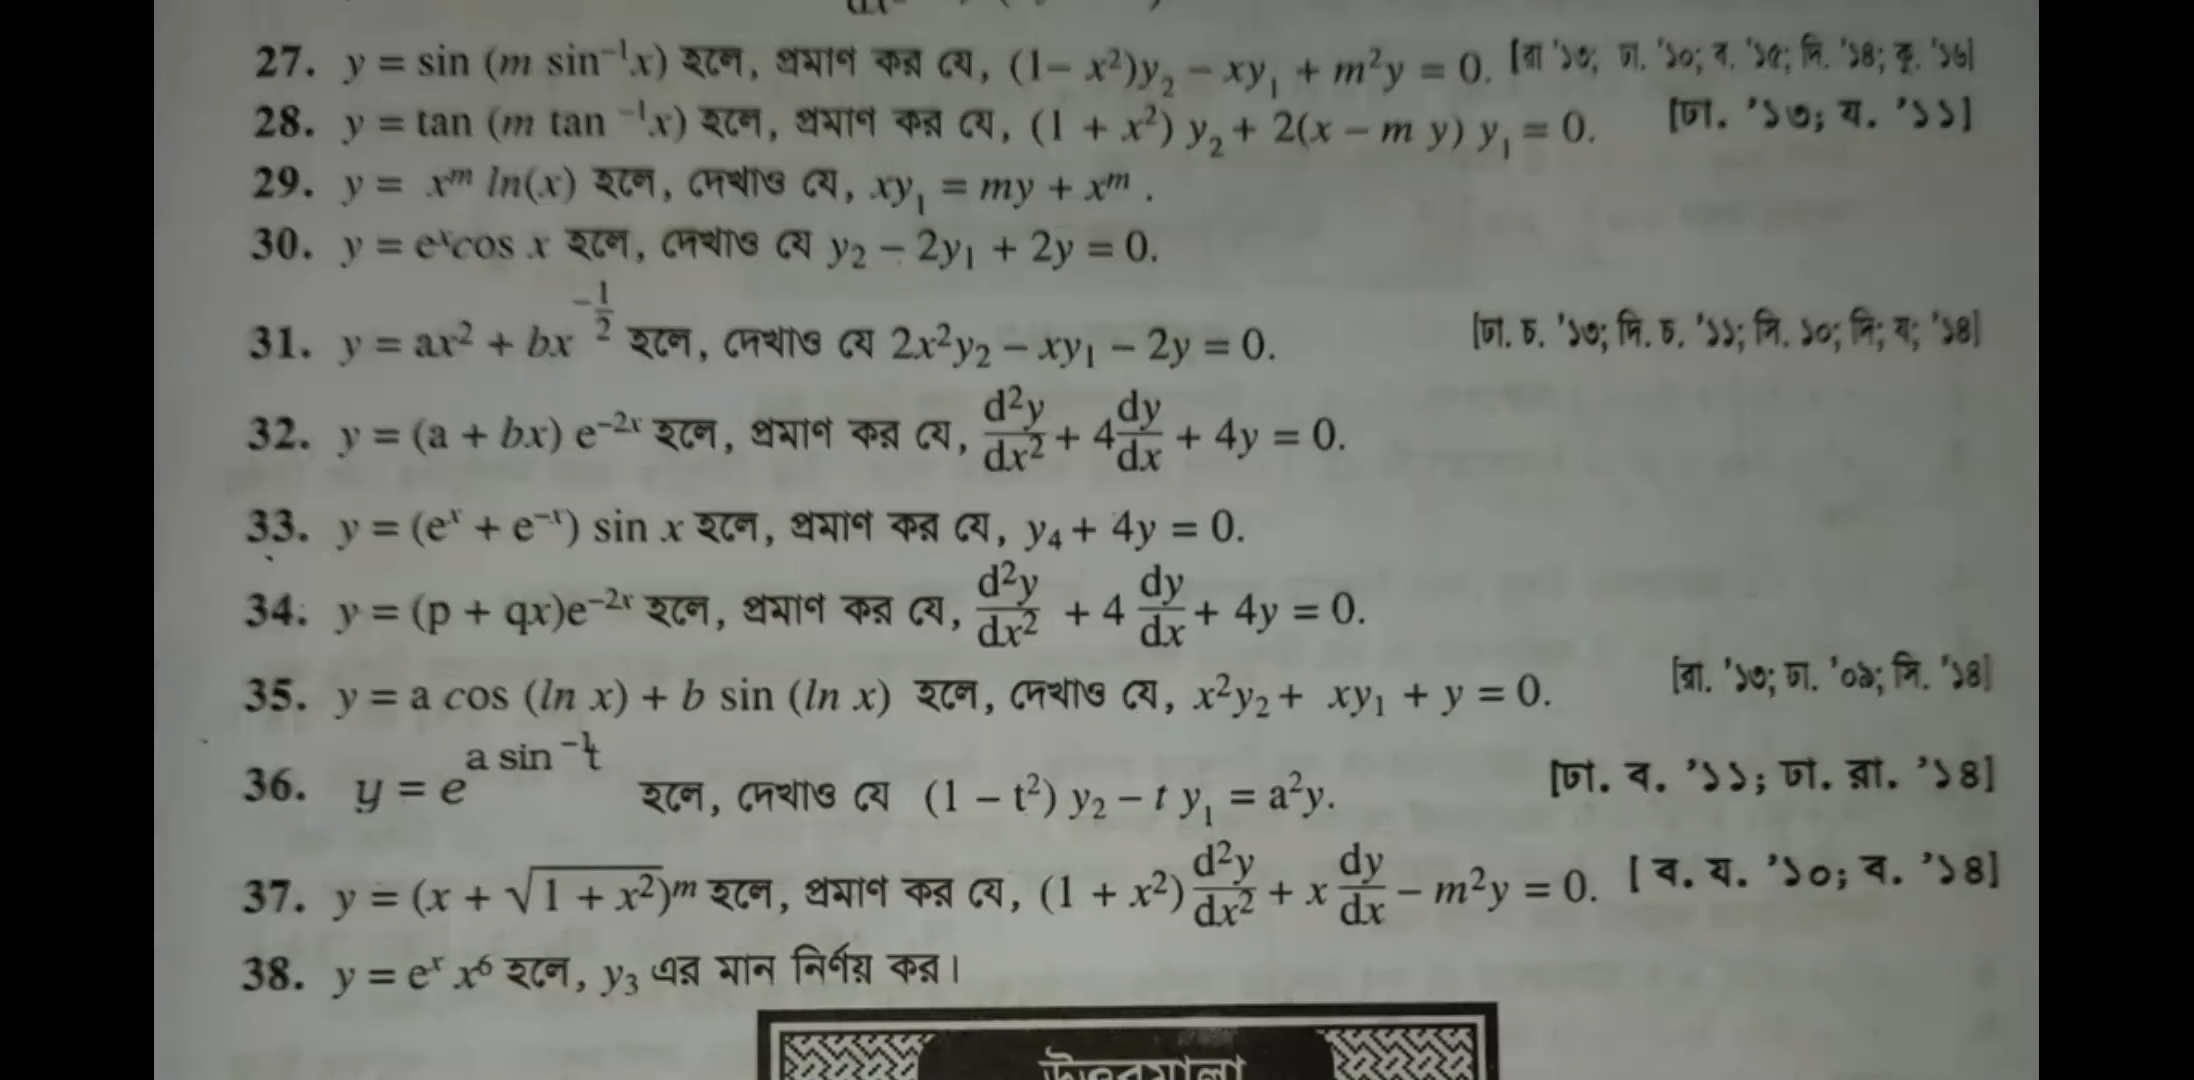 27. y = sin (m sin⁻¹x) হলে, প্রমাণ কর যে, (1– x²)y₂ – xy₁ + m²y = 0. [রা '১৩; ঢা. '১০; ব. '১৫; সি. '১৪; কু. '১৬]
28. y = tan (m tan ⁻¹x) হলে, প্রমাণ কর যে, (1 + x²) y₂ + 2(x – m y) y₁ = 0. [ঢা. '১৩; য. '১১]
29. y = xᵐ ln(x) হলে, দেখাও যে, xy₁ = my + xᵐ .
30. y = eˣcos x হলে, দেখাও যে y₂ – 2y₁ + 2y = 0.
31. y = ax² + bx^(–1/2) হলে, দেখাও যে 2x²y₂ – xy₁ – 2y = 0. [ঢা. চ. '১৩; দি. চ. '১১; সি. ১০; দি; য; '১৪]
32. y = (a + bx) e⁻²ˣ হলে, প্রমাণ কর যে, d²y/dx² + 4 dy/dx + 4y = 0.
33. y = (eˣ + e⁻ˣ) sin x হলে, প্রমাণ কর যে, y₄ + 4y = 0.
34. y = (p + qx)e⁻²ˣ হলে, প্রমাণ কর যে, d²y/dx² + 4 dy/dx + 4y = 0.
35. y = a cos (ln x) + b sin (ln x) হলে, দেখাও যে, x²y₂ + xy₁ + y = 0. [রা. '১৩; ঢা. '০৯; সি. '১৪]
36. y = e^(a sin⁻¹t) হলে, দেখাও যে (1 – t²) y₂ – t y₁ = a²y. [ঢা. ব. '১১; ঢা. রা. '১৪]
37. y = (x + √(1 + x²))ᵐ হলে, প্রমাণ কর যে, (1 + x²) d²y/dx² + x dy/dx – m²y = 0. [ ব. য. '১০; ব. '১৪]
38. y = eˣ x⁶ হলে, y₃ এর মান নির্ণয় কর।